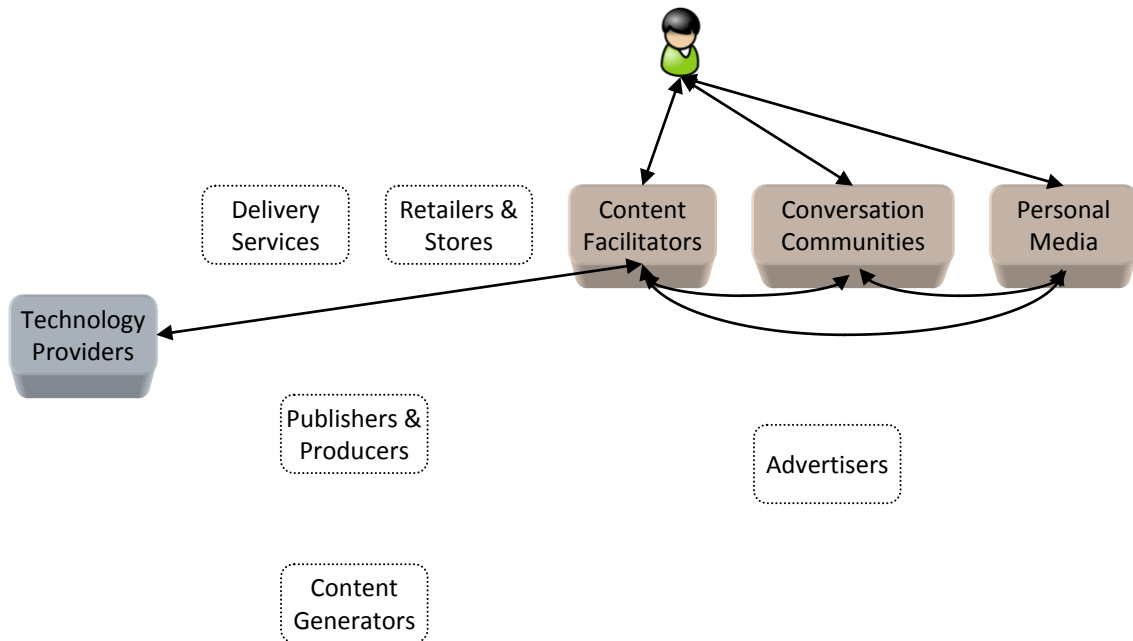 Delivery
Services
Retailers &
Stores
Content
Facilitators
Conversation
Communities
Personal
Media
Technology
Providers
Publishers &
Producers
Advertisers
Content
Generators